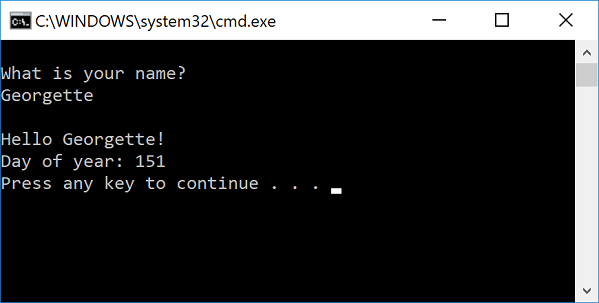 C:\WINDOWS\system32\cmd.exe
What is your name?
Georgette
Hello Georgette!
Day of year: 151
Press any key to continue . . .